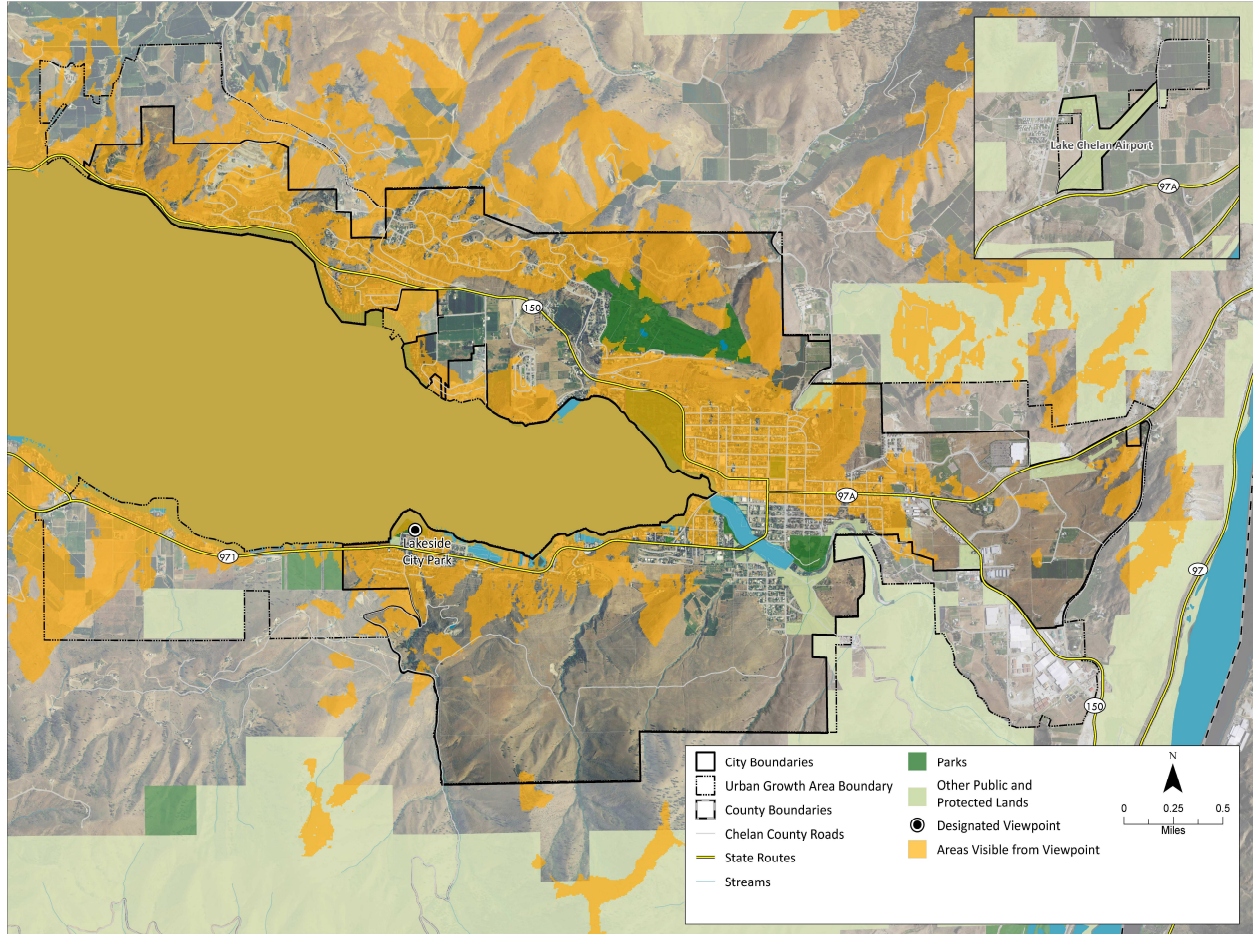 Lake Chelan Airport
97A
150
97A
Lakeside
City Park
971
97
150
City Boundaries
Urban Growth Area Boundary
County Boundaries
Chelan County Roads
State Routes
Streams
Parks
Other Public and
Protected Lands
Designated Viewpoint
Areas Visible from Viewpoint
N
0 0.25 0.5
Miles